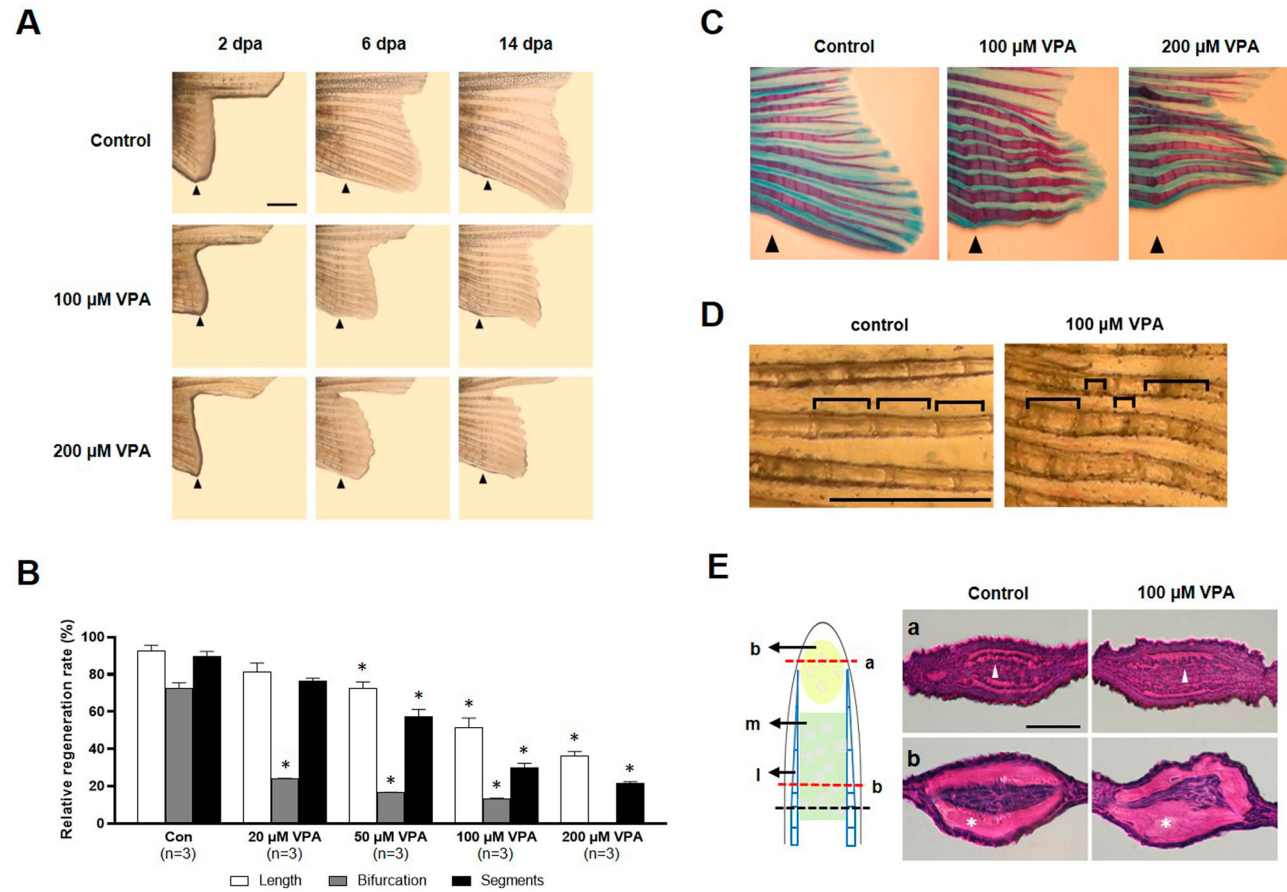 A
2 dpa 6 dpa 14 dpa
Control
100 µM VPA
200 µM VPA
B
Relative regeneration rate (%)
100
80
60
40
20
0
* * * * * * * * * *
Con 20 µM VPA 50 µM VPA 100 µM VPA 200 µM VPA
(n=3) (n=3) (n=3) (n=3) (n=3)
Length Bifurcation Segments
C
Control 100 µM VPA 200 µM VPA
D
control 100 µM VPA
E
b
a
m
l
b
Control 100 µM VPA
a
b
* *